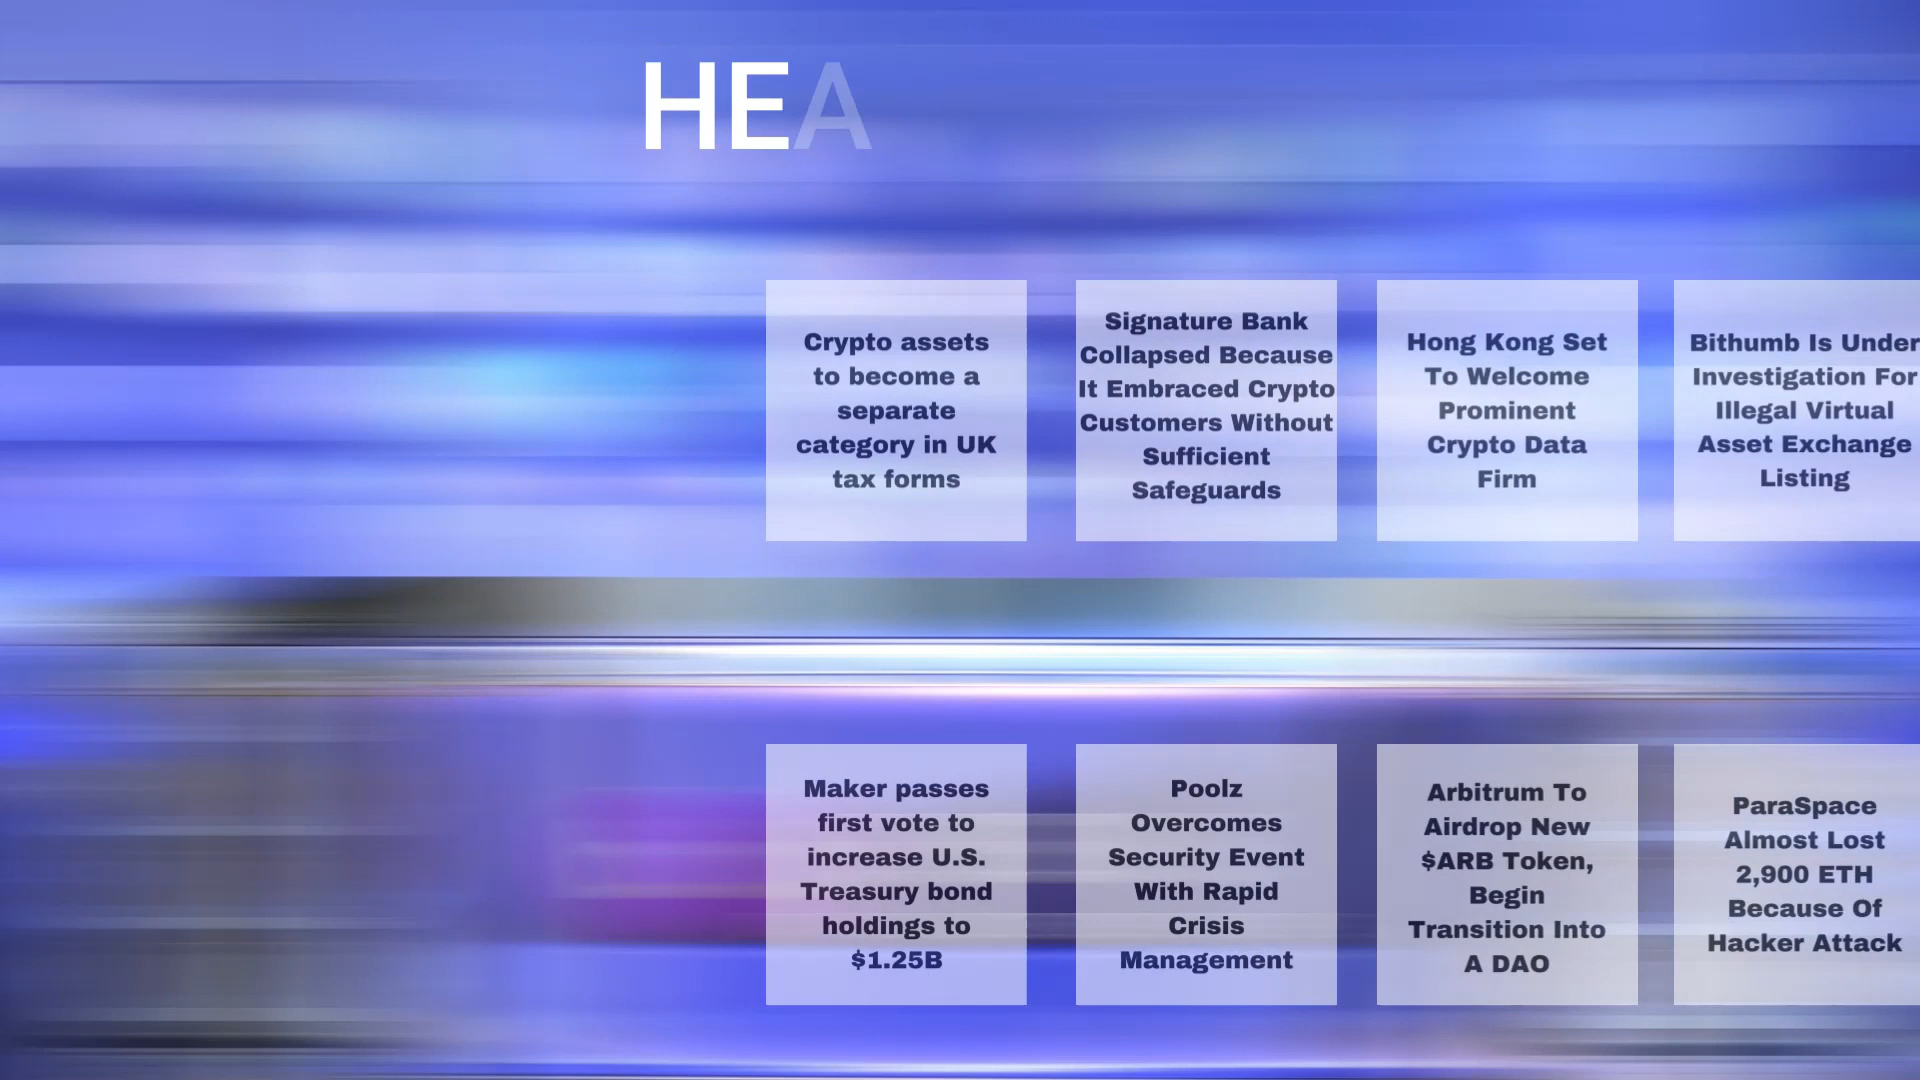 HEA
Crypto assets
to become a
separate
category in UK
tax forms
Signature Bank
Collapsed Because
It Embraced Crypto
Customers Without
Sufficient
Safeguards
Hong Kong Set
To Welcome
Prominent
Crypto Data
Firm
Bithumb Is Under
Investigation For
Illegal Virtual
Asset Exchange
Listing
Maker passes
first vote to
increase U.S.
Treasury bond
holdings to
$1.25B
Poolz
Overcomes
Security Event
With Rapid
Crisis
Management
Arbitrum To
Airdrop New
$ARB Token,
Begin
Transition Into
A DAO
ParaSpace
Almost Lost
2,900 ETH
Because Of
Hacker Attack